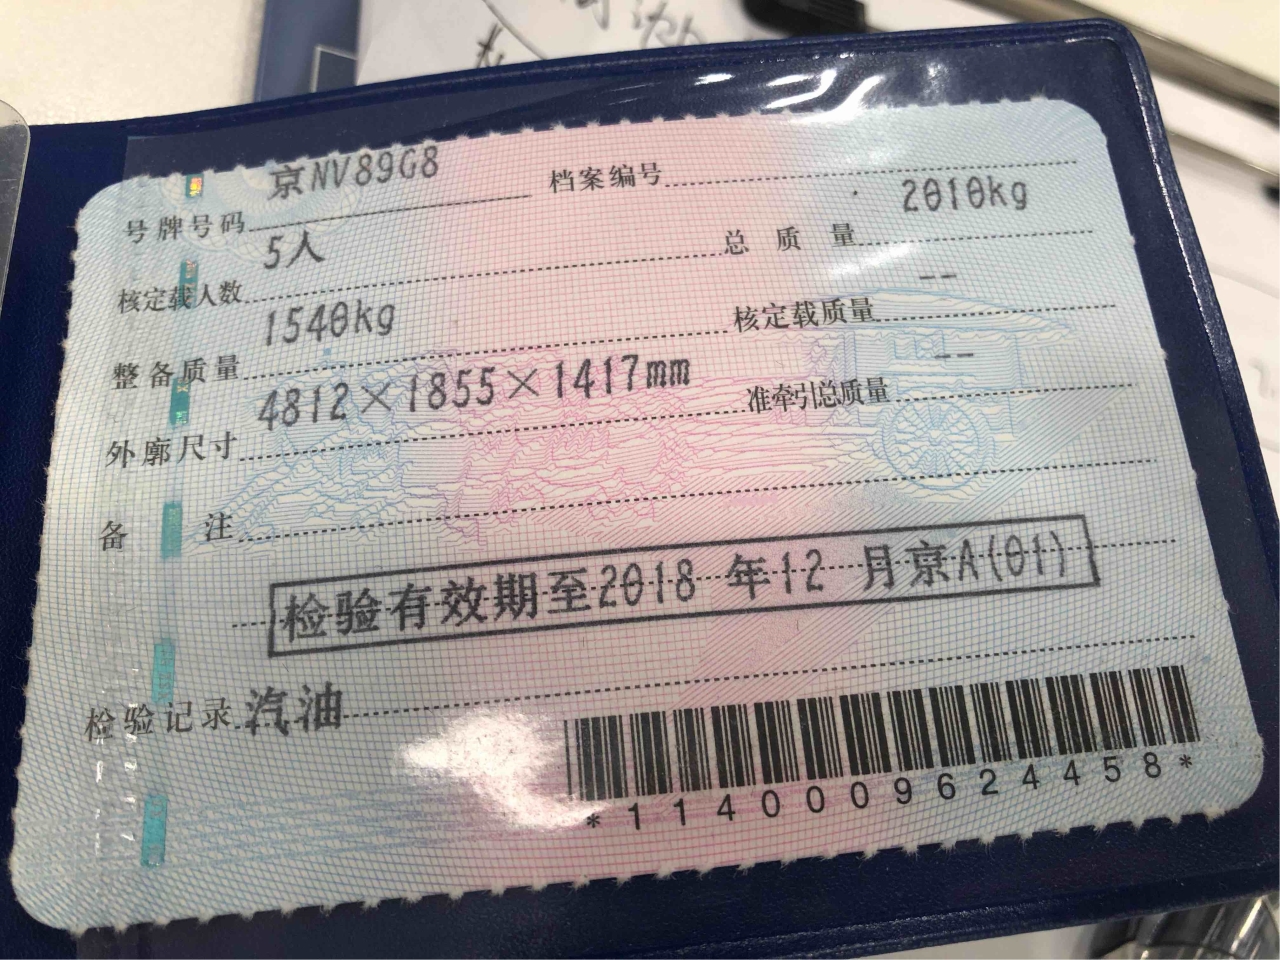 京NV89G8
号牌号码 档案编号
5人 2010kg
核定载人数 总质量
1540kg --
整备质量 核定载质量
4812×1855×1417mm --
外廓尺寸 准牵引总质量
备注
检验有效期至2018年12月京A(01)
检验记录 汽油
*1140009624458*